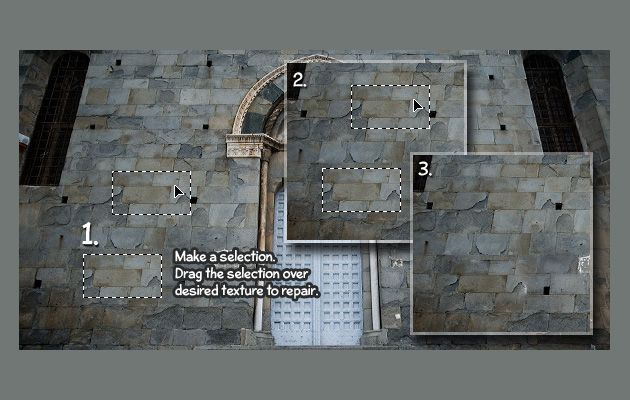 1.
Make a selection.
Drag the selection over
desired texture to repair.
2.
3.